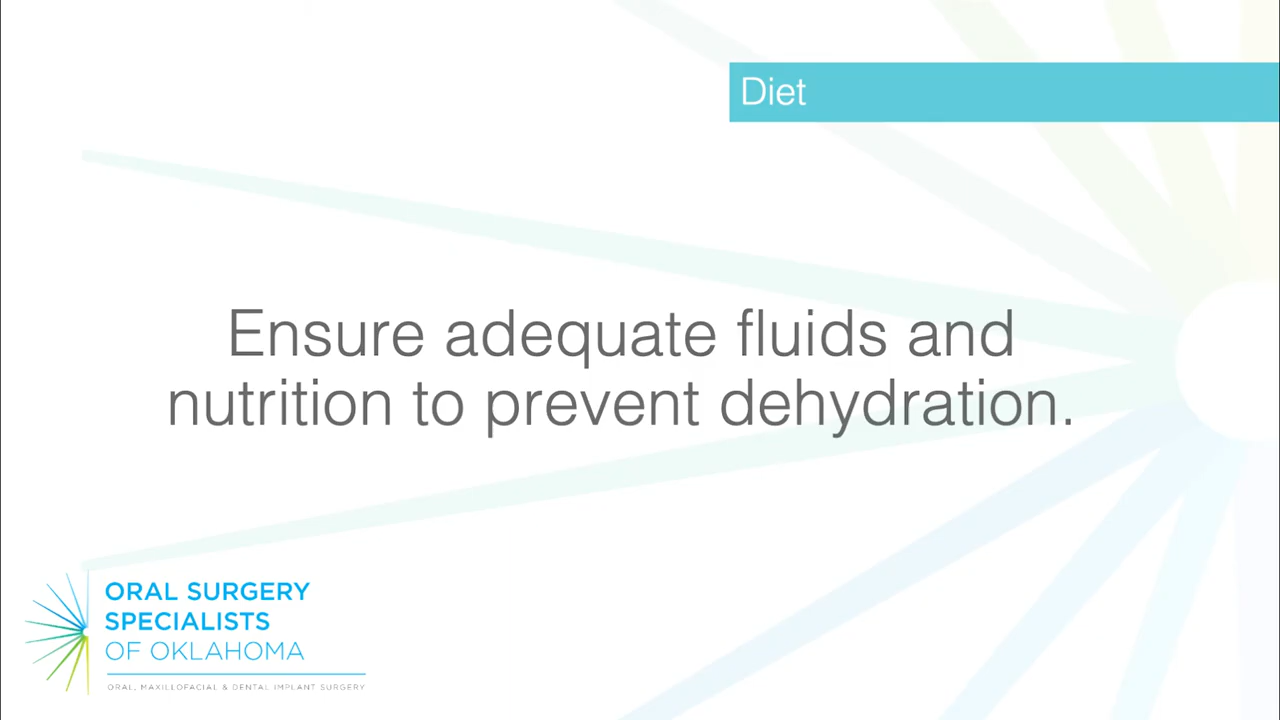 Diet
Ensure adequate fluids and
nutrition to prevent dehydration.
ORAL SURGERY
SPECIALISTS
OF OKLAHOMA
ORAL, MAXILLOFACIAL & DENTAL IMPLANT SURGERY